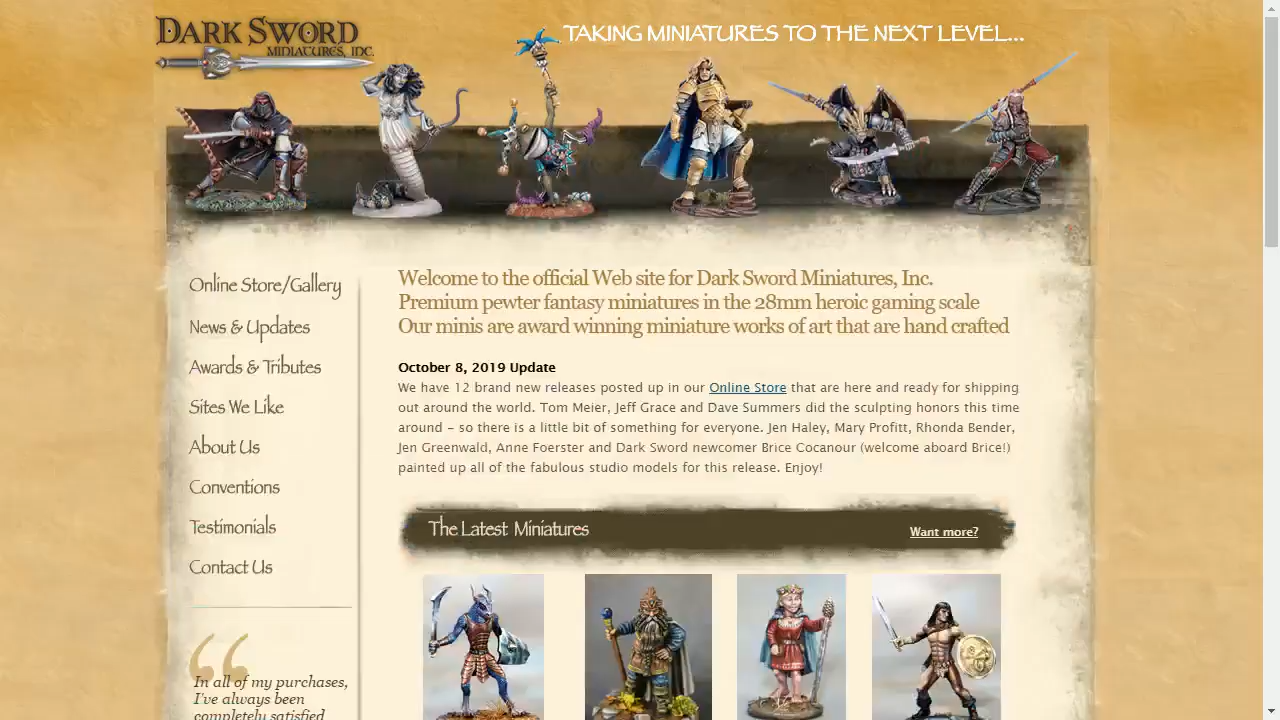 DARK SWORD
MINIATURES, INC.
TAKING MINIATURES TO THE NEXT LEVEL...
Online Store/Gallery
News & Updates
Awards & Tributes
Sites We Like
About Us
Conventions
Testimonials
Contact Us
“
In all of my purchases,
I've always been
completely satisfied
Welcome to the official Web site for Dark Sword Miniatures, Inc.
Premium pewter fantasy miniatures in the 28mm heroic gaming scale
Our minis are award winning miniature works of art that are hand crafted
October 8, 2019 Update
We have 12 brand new releases posted up in our Online Store that are here and ready for shipping
out around the world. Tom Meier, Jeff Grace and Dave Summers did the sculpting honors this time
around - so there is a little bit of something for everyone. Jen Haley, Mary Profitt, Rhonda Bender,
Jen Greenwald, Anne Foerster and Dark Sword newcomer Brice Cocanour (welcome aboard Brice!)
painted up all of the fabulous studio models for this release. Enjoy!
The Latest Miniatures
Want more?